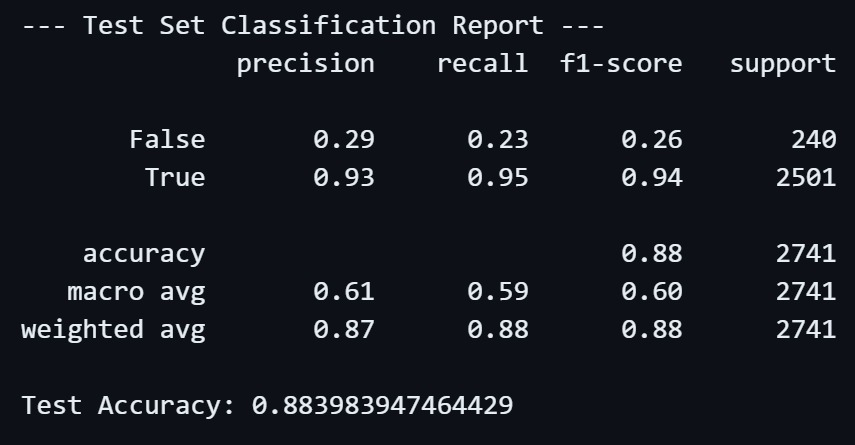 --- Test Set Classification Report ---
precision recall f1-score support
False 0.29 0.23 0.26 240
True 0.93 0.95 0.94 2501
accuracy 0.88 2741
macro avg 0.61 0.59 0.60 2741
weighted avg 0.87 0.88 0.88 2741
Test Accuracy: 0.883983947464429